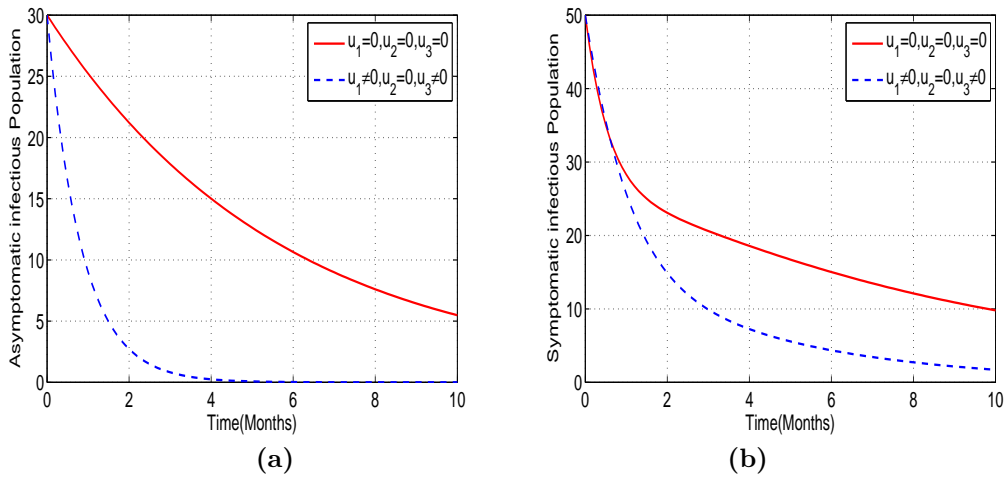 30
25
20
15
10
5
0
Asymptomatic infectious Population
u1=0,u2=0,u3=0
u1≠0,u2=0,u3≠0
0 2 4 6 8 10
Time(Months)
(a)
50
40
30
20
10
0
Symptomatic infectious Population
u1=0,u2=0,u3=0
u1≠0,u2=0,u3≠0
0 2 4 6 8 10
Time(Months)
(b)